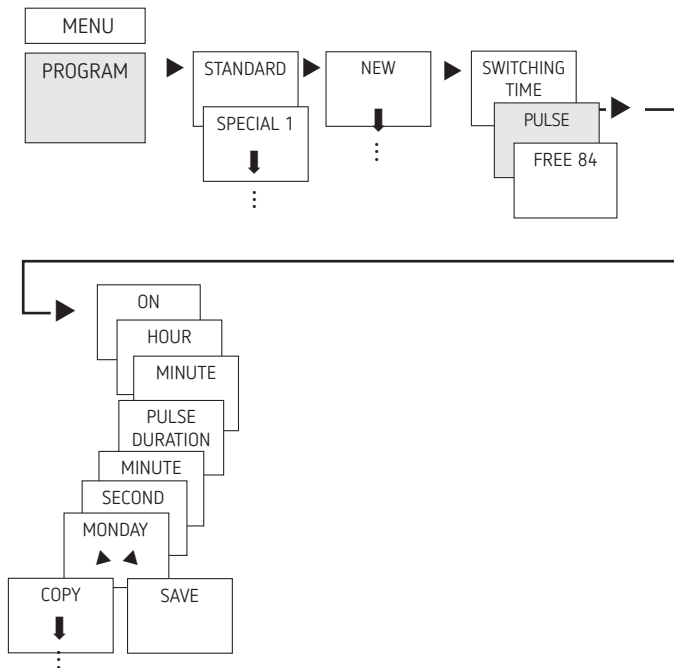 MENU
PROGRAM
STANDARD
SPECIAL 1
NEW
SWITCHING
TIME
PULSE
FREE 84
ON
HOUR
MINUTE
PULSE
DURATION
MINUTE
SECOND
MONDAY
COPY
SAVE